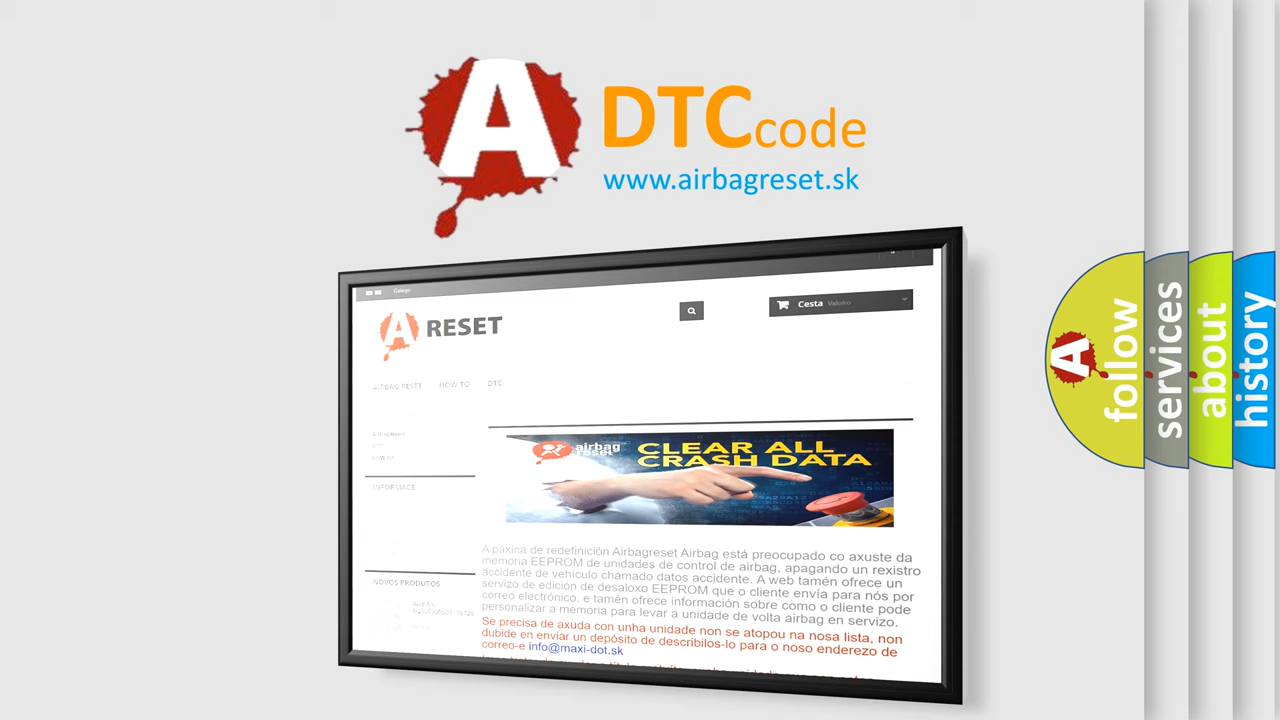 A
DTCcode
www.airbagreset.sk
Galego
A RESET
Cesta Valeiro
AIRBAG RESET HOW TO DTC
INFORMACE
airbag
reset
CLEAR ALL
CRASH DATA
A páxina de redefinición Airbagreset Airbag está preocupado co axuste da
memoria EEPROM de unidades de control de airbag, apagando un rexistro
accidente de vehículo chamado datos accidente. A web tamén ofrece un
servizo de edición de desaloxo EEPROM que o cliente envía para nós por
correo electrónico, e tamén ofrece información sobre como o cliente pode
personalizar a memoria para levar a unidade de volta airbag en servizo.
Se precisa de axuda con unha unidade non se atopou na nosa lista, non
dubide en enviar un depósito de describilos-lo para o noso enderezo de
correo-e info@maxi-dot.sk
NOVOS PRODUTOS
A follow
services
about
history